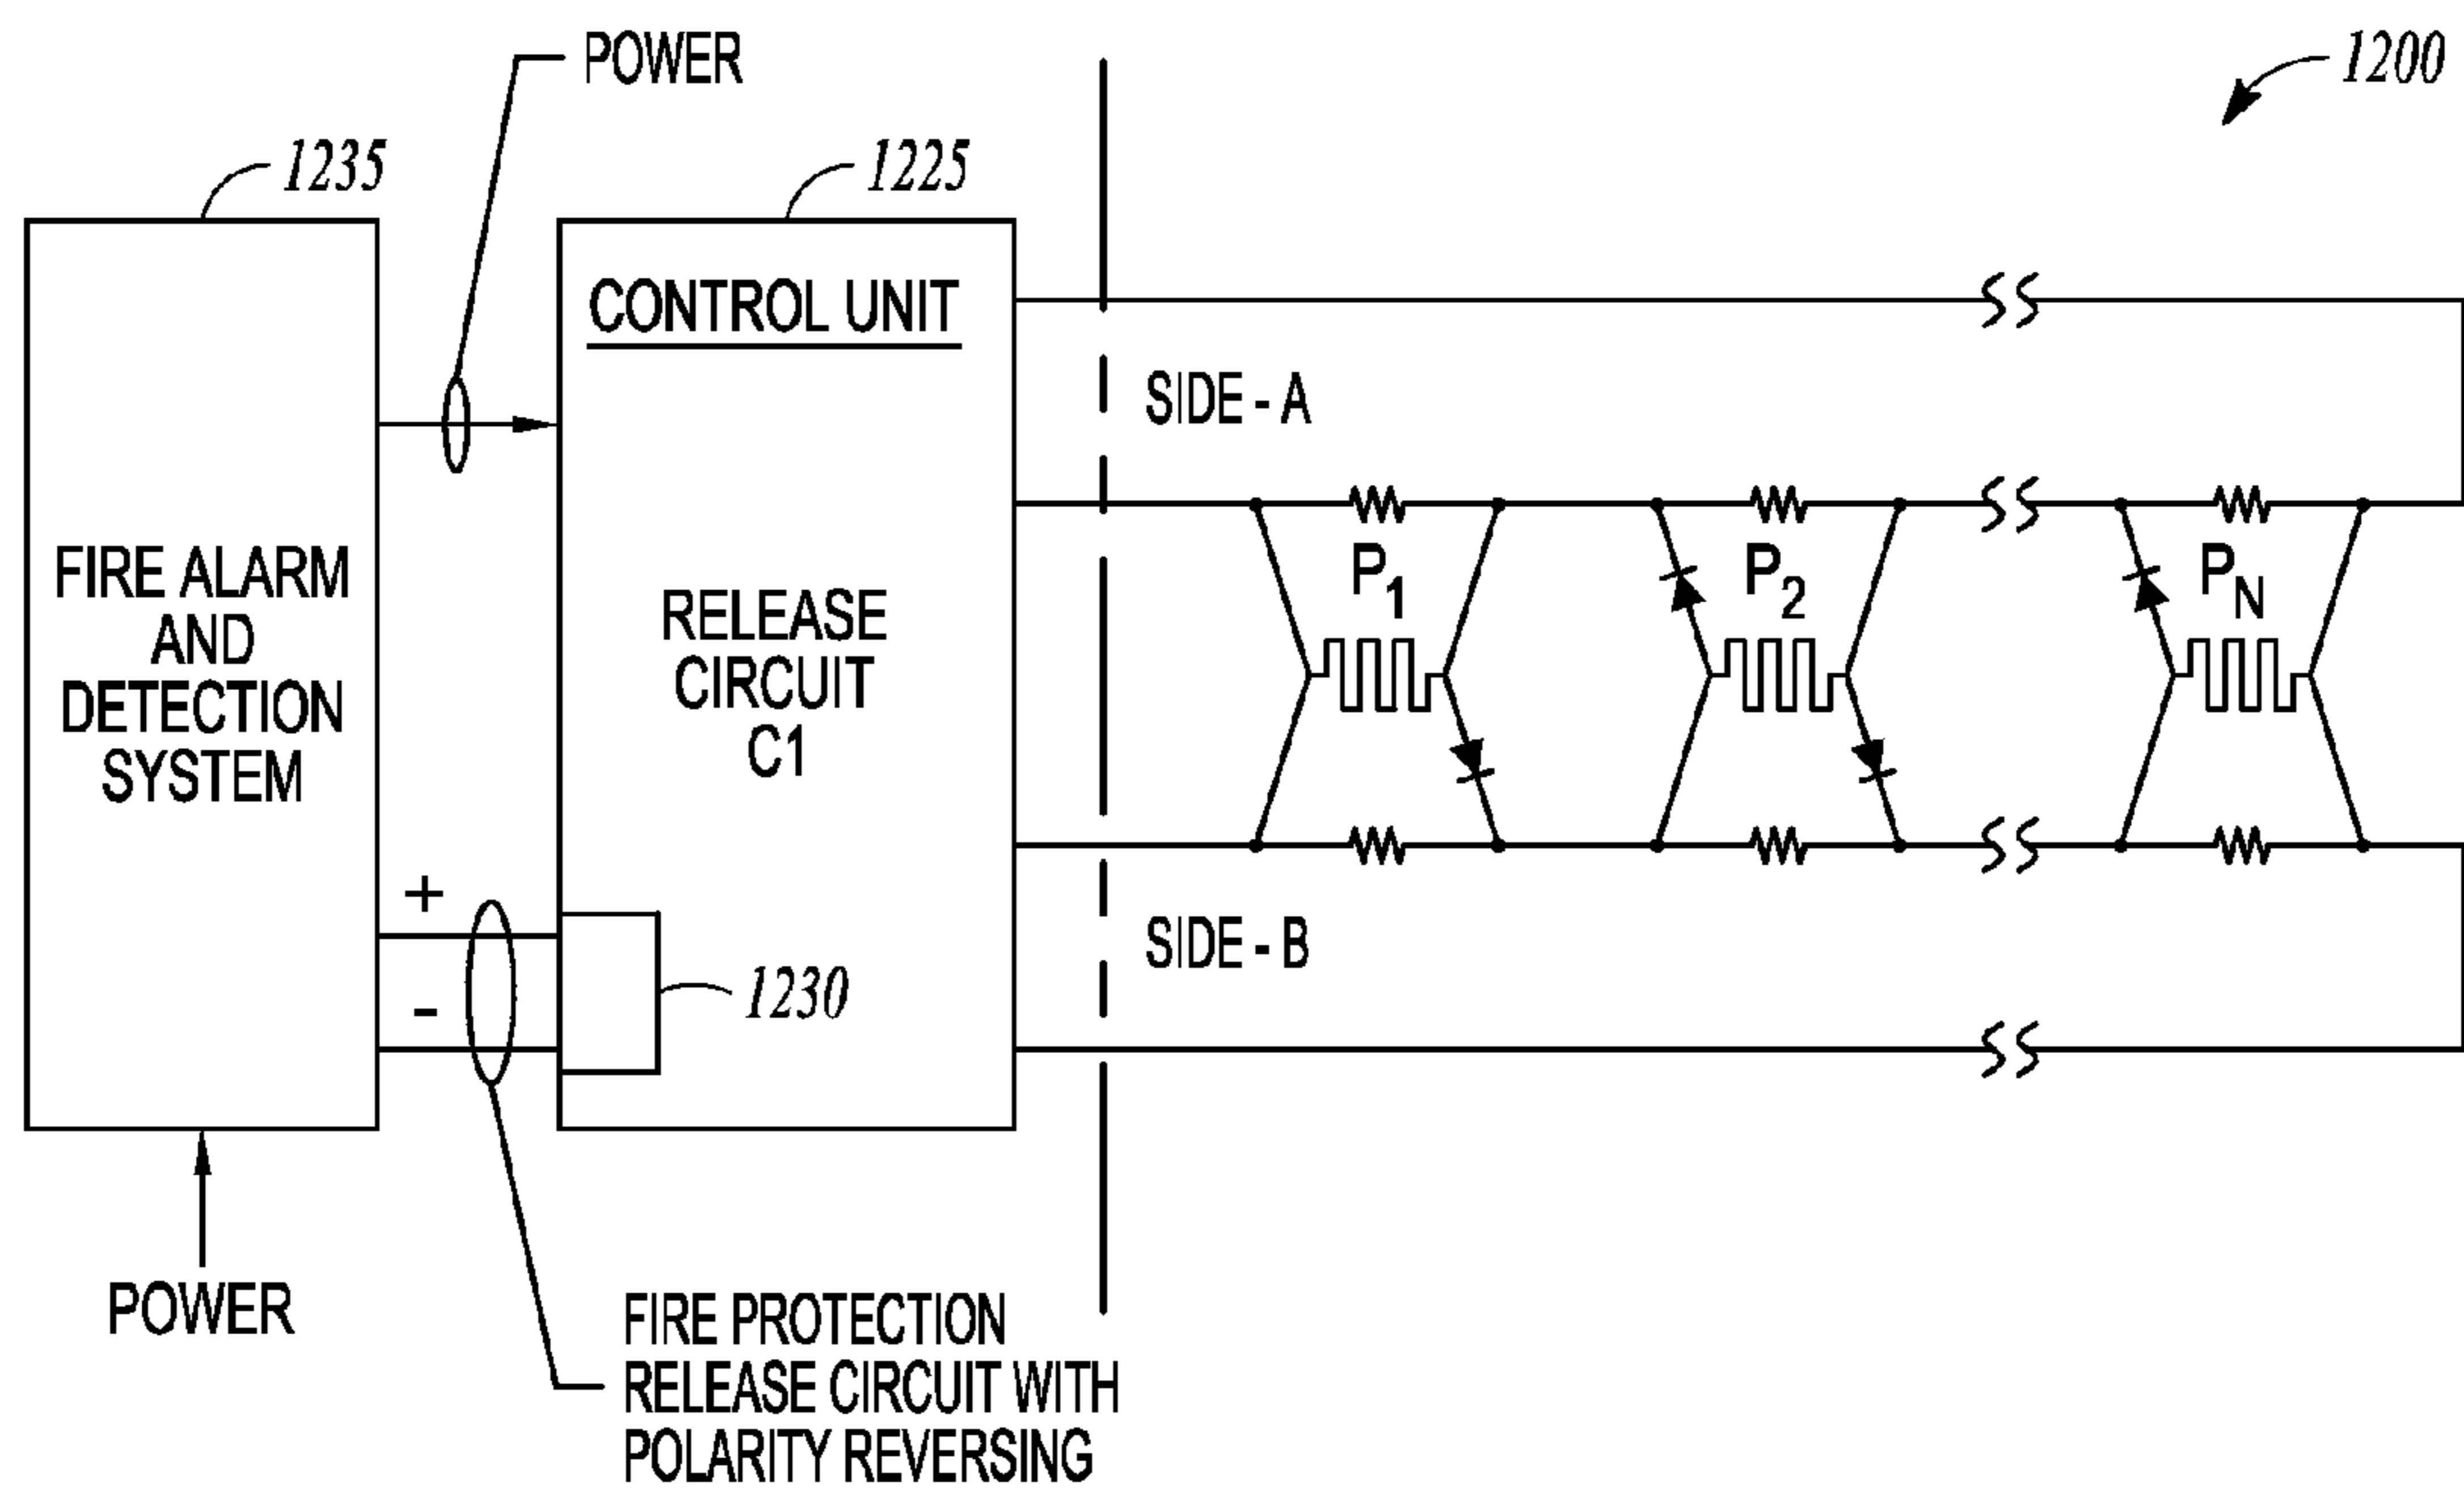 POWER
1200
1235
1225
CONTROL UNIT
SIDE - A
FIRE ALARM
AND
DETECTION
SYSTEM
RELEASE
CIRCUIT
C1
P1
P2
PN
+
-
1230
SIDE - B
POWER
FIRE PROTECTION
RELEASE CIRCUIT WITH
POLARITY REVERSING